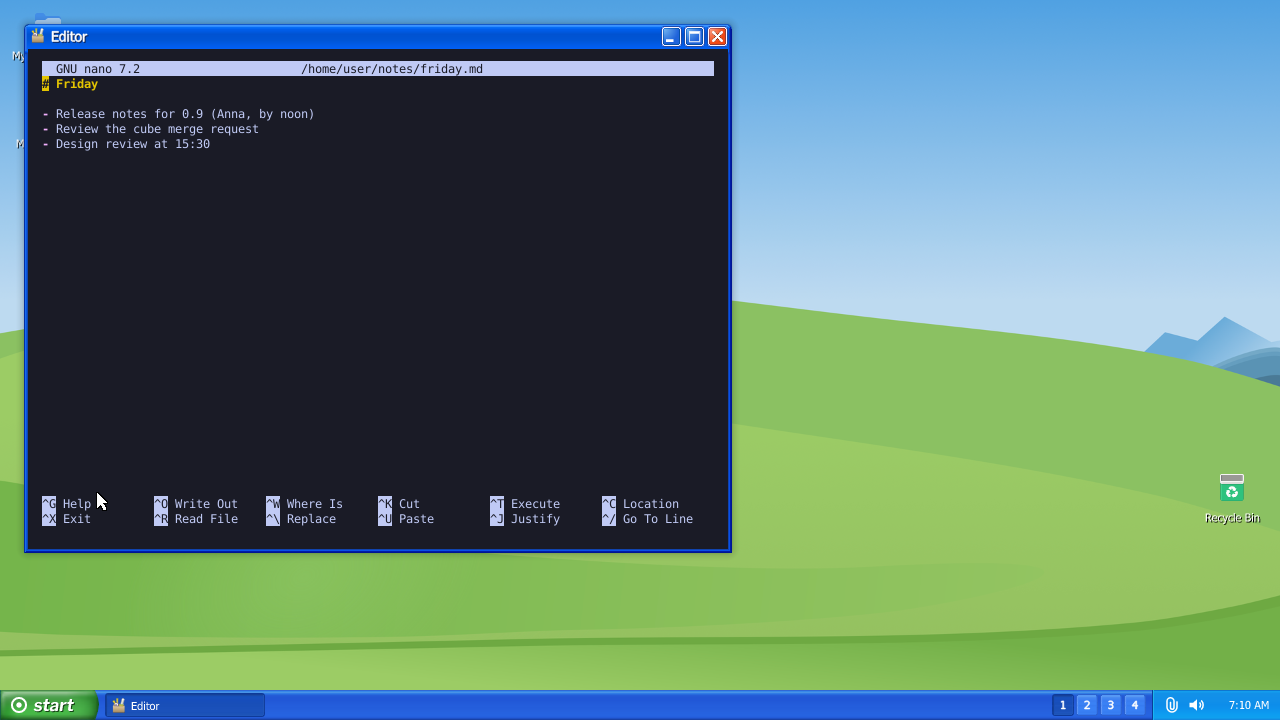 My
Editor
GNU nano 7.2 /home/user/notes/friday.md
# Friday
- Release notes for 0.9 (Anna, by noon)
- Review the cube merge request
- Design review at 15:30
^G Help ^O Write Out ^W Where Is ^K Cut ^T Execute ^C Location
^X Exit ^R Read File ^\ Replace ^U Paste ^J Justify ^/ Go To Line
Recycle Bin
start Editor 1 2 3 4 7:10 AM